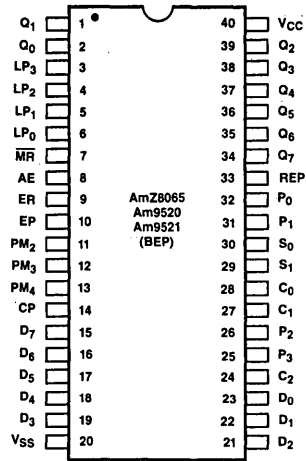 Q₁ 1 40 VCC
Q₀ 2 39 Q₂
LP₃ 3 38 Q₃
LP₂ 4 37 Q₄
LP₁ 5 36 Q₅
LP₀ 6 35 Q₆
M̅R̅ 7 34 Q₇
AE 8 33 REP
ER 9 AmZ8065 32 P₀
EP 10 Am9520 31 P₁
PM₂ 11 Am9521 30 S₀
PM₃ 12 (BEP) 29 S₁
PM₄ 13 28 C₀
CP 14 27 C₁
D₇ 15 26 P₂
D₆ 16 25 P₃
D₅ 17 24 C₂
D₄ 18 23 D₀
D₃ 19 22 D₁
VSS 20 21 D₂